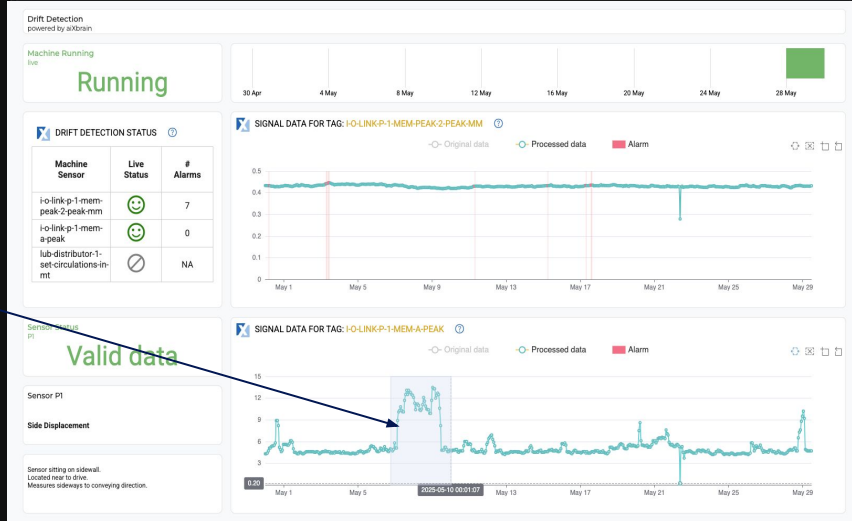 Drift Detection
powered by aiXbrain
Machine Running
live
Running
30 Apr
4 May
8 May
12 May
16 May
20 May
24 May
28 May
DRIFT DETECTION STATUS ?
Machine Sensor
Live Status
# Alarms
i-o-link-p-1-mem-
peak-2-peak-mm
7
i-o-link-p-1-mem-
a-peak
0
lub-distributor-1-
set-circulations-in-
mt
NA
SIGNAL DATA FOR TAG: I-O-LINK-P-1-MEM-PEAK-2-PEAK-MM ?
Original data
Processed data
Alarm
0.5
0.4
0.3
0.2
0.1
0
May 1
May 5
May 9
May 13
May 17
May 21
May 25
May 29
Sensor Status
P1
Valid data
Sensor P1
Side Displacement
Sensor sitting on sidewall.
Located near to drive.
Measures sideways to conveying direction.
SIGNAL DATA FOR TAG: I-O-LINK-P-1-MEM-A-PEAK ?
Original data
Processed data
Alarm
15
12
9
6
3
0.20
May 1
May 5
2025-05-10 00:01:07
May 13
May 17
May 21
May 25
May 29